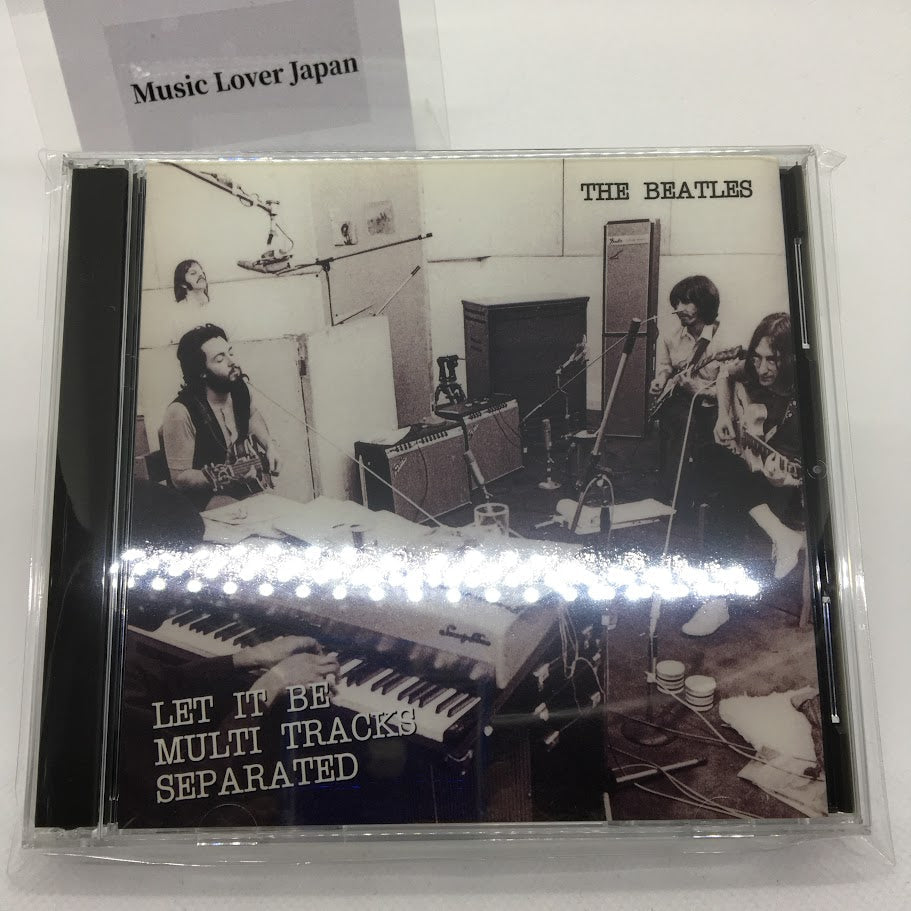 Music Lover Japan
THE BEATLES
LET IT BE
MULTI TRACKS
SEPARATED